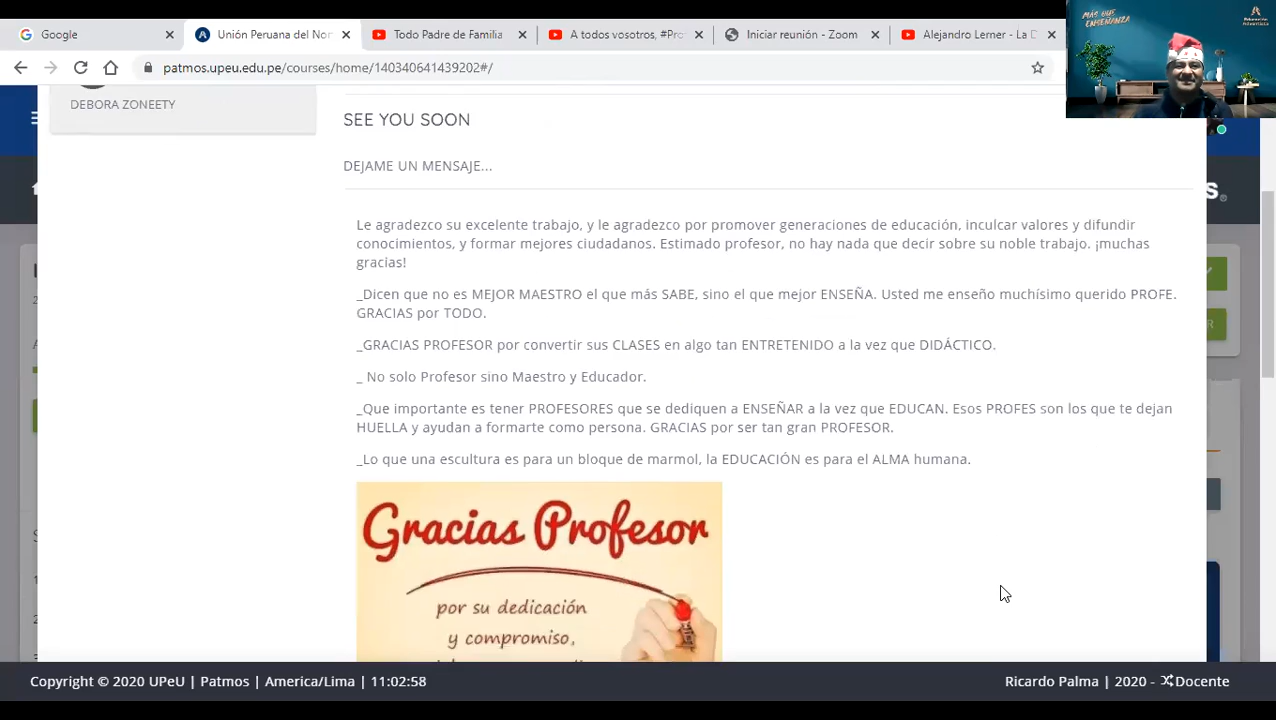 Google
Unión Peruana del Nor
Todo Padre de Familia
A todos vosotros, #Pro
Iniciar reunión - Zoom
Alejandro Lerner - La D
MÁS QUE
ENSEÑANZA
patmos.upeu.edu.pe/courses/home/140340641439202#/
DEBORA ZONEETY
SEE YOU SOON
DEJAME UN MENSAJE...
Le agradezco su excelente trabajo, y le agradezco por promover generaciones de educación, inculcar valores y difundir
conocimientos, y formar mejores ciudadanos. Estimado profesor, no hay nada que decir sobre su noble trabajo. ¡muchas
gracias!
_Dicen que no es MEJOR MAESTRO el que más SABE, sino el que mejor ENSEÑA. Usted me enseño muchísimo querido PROFE.
GRACIAS por TODO.
_GRACIAS PROFESOR por convertir sus CLASES en algo tan ENTRETENIDO a la vez que DIDÁCTICO.
_ No solo Profesor sino Maestro y Educador.
_Que importante es tener PROFESORES que se dediquen a ENSEÑAR a la vez que EDUCAN. Esos PROFES son los que te dejan
HUELLA y ayudan a formarte como persona. GRACIAS por ser tan gran PROFESOR.
_Lo que una escultura es para un bloque de marmol, la EDUCACIÓN es para el ALMA humana.
Gracias Profesor
por su dedicación
y compromiso,
Copyright © 2020 UPeU | Patmos | America/Lima | 11:02:58
Ricardo Palma | 2020 - Docente